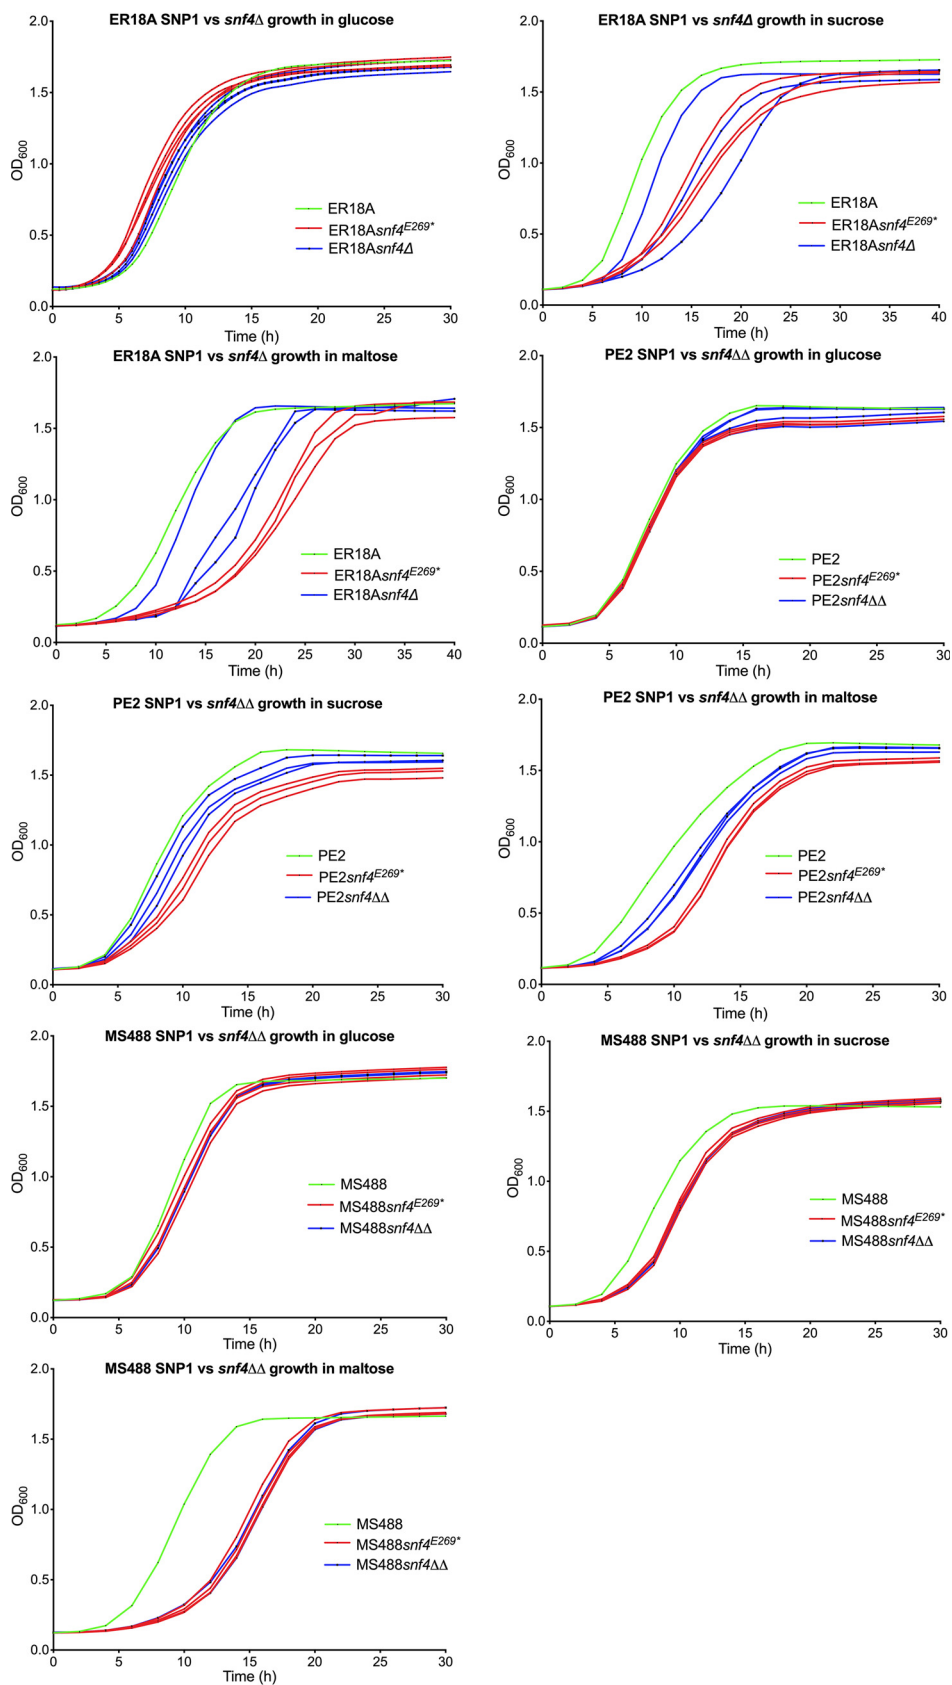 ER18A SNP1 vs snf4Δ growth in glucose
2.0
1.5
1.0
0.5
0.0
OD600
ER18A
ER18Asnf4E269*
ER18Asnf4Δ
0 5 10 15 20 25 30
Time (h)
ER18A SNP1 vs snf4Δ growth in sucrose
2.0
1.5
1.0
0.5
0.0
OD600
ER18A
ER18Asnf4E269*
ER18Asnf4Δ
0 5 10 15 20 25 30 35 40
Time (h)
ER18A SNP1 vs snf4Δ growth in maltose
2.0
1.5
1.0
0.5
0.0
OD600
ER18A
ER18Asnf4E269*
ER18Asnf4Δ
0 5 10 15 20 25 30 35 40
Time (h)
PE2 SNP1 vs snf4ΔΔ growth in glucose
2.0
1.5
1.0
0.5
0.0
OD600
PE2
PE2snf4E269*
PE2snf4ΔΔ
0 5 10 15 20 25 30
Time (h)
PE2 SNP1 vs snf4ΔΔ growth in sucrose
2.0
1.5
1.0
0.5
0.0
OD600
PE2
PE2snf4E269*
PE2snf4ΔΔ
0 5 10 15 20 25 30
Time (h)
PE2 SNP1 vs snf4ΔΔ growth in maltose
2.0
1.5
1.0
0.5
0.0
OD600
PE2
PE2snf4E269*
PE2snf4ΔΔ
0 5 10 15 20 25 30
Time (h)
MS488 SNP1 vs snf4ΔΔ growth in glucose
2.0
1.5
1.0
0.5
0.0
OD600
MS488
MS488snf4E269*
MS488snf4ΔΔ
0 5 10 15 20 25 30
Time (h)
MS488 SNP1 vs snf4ΔΔ growth in sucrose
2.0
1.5
1.0
0.5
0.0
OD600
MS488
MS488snf4E269*
MS488snf4ΔΔ
0 5 10 15 20 25 30
Time (h)
MS488 SNP1 vs snf4ΔΔ growth in maltose
2.0
1.5
1.0
0.5
0.0
OD600
MS488
MS488snf4E269*
MS488snf4ΔΔ
0 5 10 15 20 25 30
Time (h)